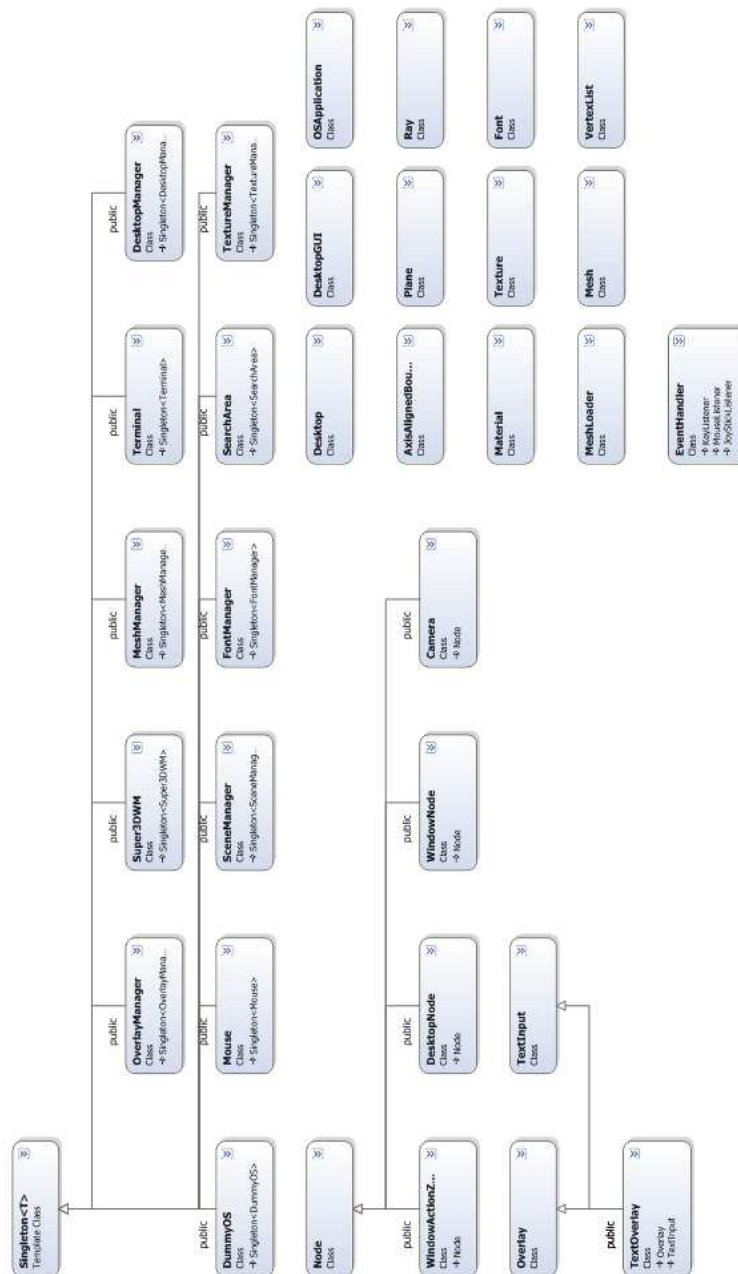 Singleton<T>
Template Class
public
OverlayManager
Class
Singleton<OverlayMana...
public
Super3DWM
Class
Singleton<Super3DWM>
public
MeshManager
Class
Singleton<MeshManage...
public
Terminal
Class
Singleton<Terminal>
public
DesktopManager
Class
Singleton<DesktopMana...
public
DummyOS
Class
Singleton<DummyOS>
public
Mouse
Class
Singleton<Mouse>
public
SceneManager
Class
Singleton<SceneManag...
public
FontManager
Class
Singleton<FontManager>
public
SearchArea
Class
Singleton<SearchArea>
public
TextureManager
Class
Singleton<TextureMana...
Node
Class
Desktop
Class
DesktopGUI
Class
OSApplication
Class
AxisAlignedBou...
Class
Plane
Class
Ray
Class
public
WindowActionZ...
Class
Node
public
DesktopNode
Class
Node
public
WindowNode
Class
Node
public
Camera
Class
Node
Material
Class
Texture
Class
Font
Class
Overlay
Class
TextInput
Class
MeshLoader
Class
Mesh
Class
VertexList
Class
public
TextOverlay
Class
Overlay
TextInput
EventHandler
Class
KeyListener
MouseListener
JoyStickListener